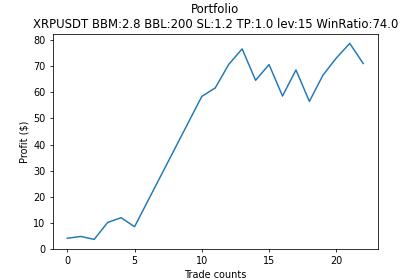 Portfolio
XRPUSDT BBM:2.8 BBL:200 SL:1.2 TP:1.0 lev:15 WinRatio:74.0
80
70
60
50
40
30
20
10
0
Profit ($)
0 5 10 15 20
Trade counts